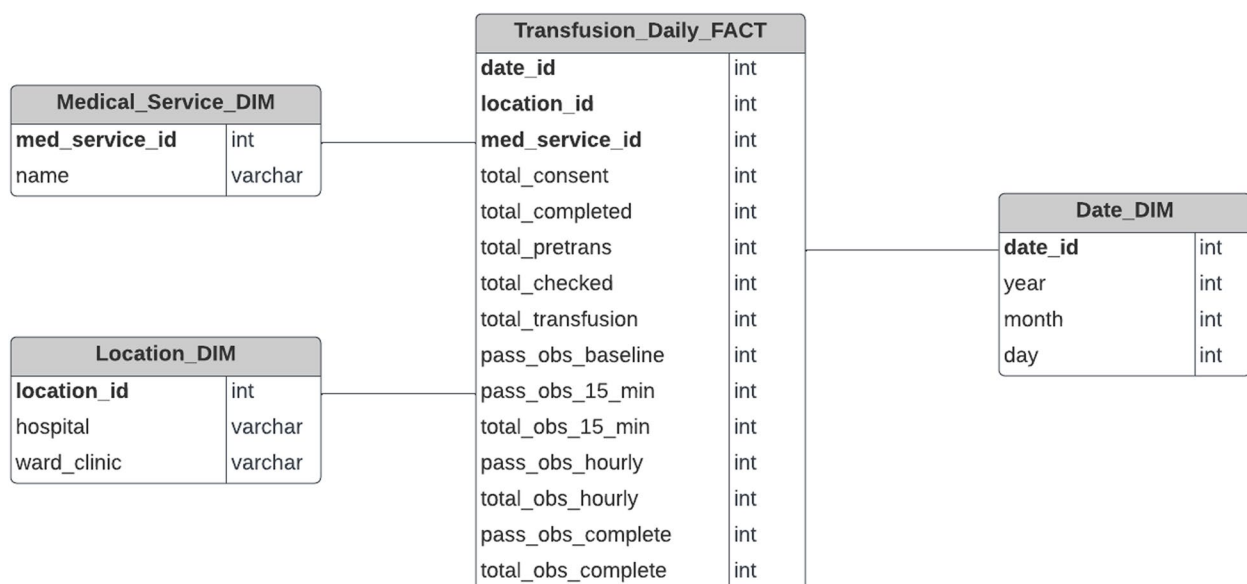 Transfusion_Daily_FACT
date_id int
location_id int
med_service_id int
total_consent int
total_completed int
total_pretrans int
total_checked int
total_transfusion int
pass_obs_baseline int
pass_obs_15_min int
total_obs_15_min int
pass_obs_hourly int
total_obs_hourly int
pass_obs_complete int
total_obs_complete int
Medical_Service_DIM
med_service_id int
name varchar
Location_DIM
location_id int
hospital varchar
ward_clinic varchar
Date_DIM
date_id int
year int
month int
day int